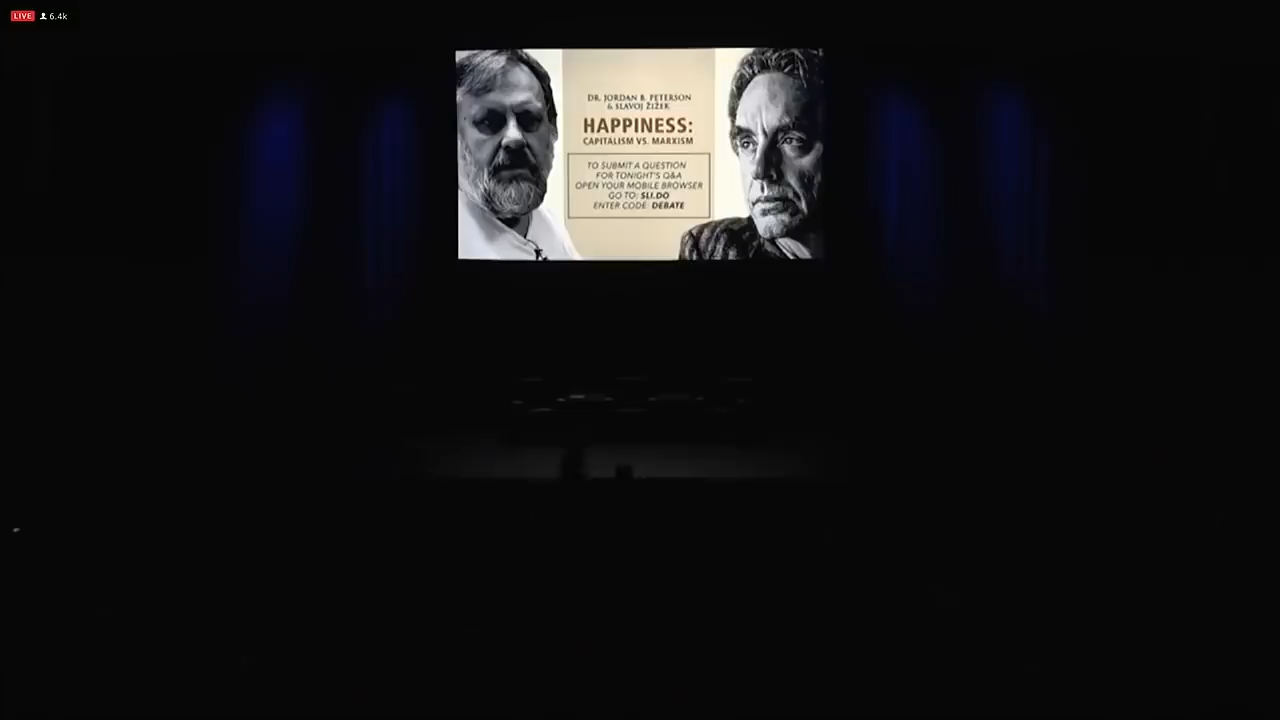 LIVE 6.4k
DR. JORDAN B. PETERSON
& SLAVOJ ŽIŽEK
HAPPINESS:
CAPITALISM VS. MARXISM
TO SUBMIT A QUESTION
FOR TONIGHT'S Q&A
OPEN YOUR MOBILE BROWSER
GO TO: SLI.DO
ENTER CODE: DEBATE